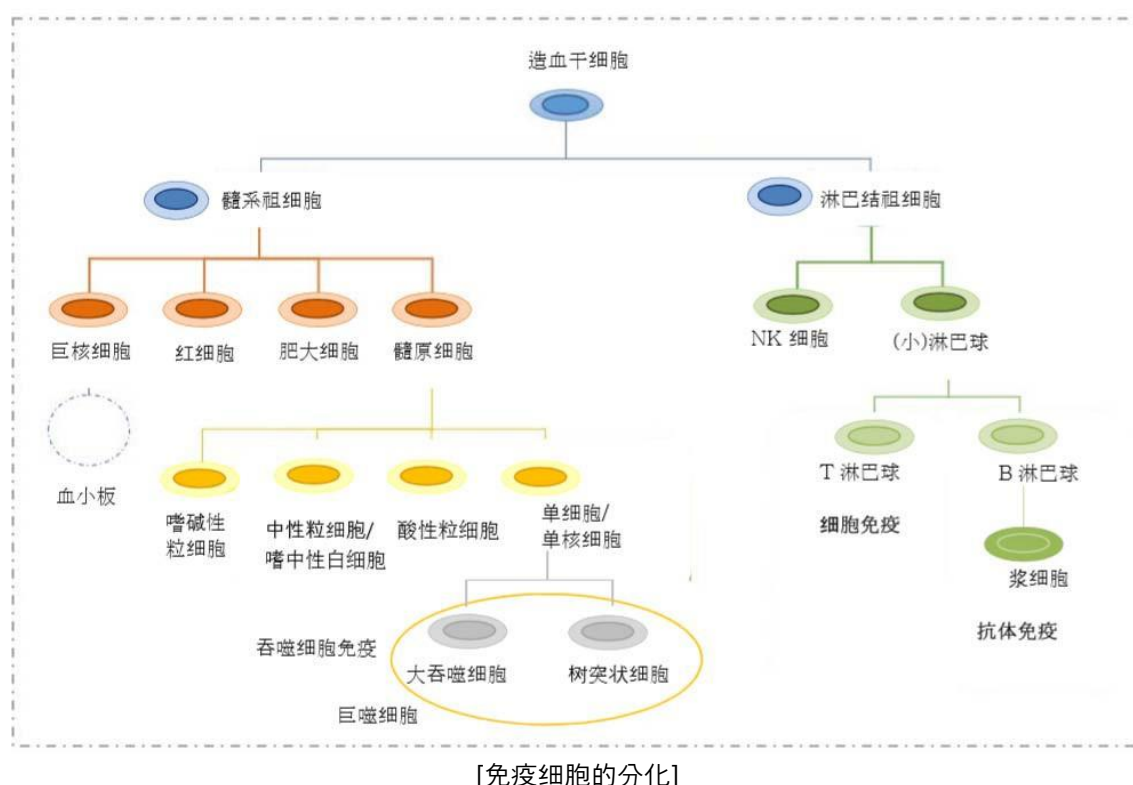 造血干细胞
髓系祖细胞
淋巴结祖细胞
巨核细胞
红细胞
肥大细胞
髓原细胞
NK 细胞
(小)淋巴球
血小板
嗜碱性
粒细胞
中性粒细胞/
嗜中性白细胞
酸性粒细胞
单细胞/
单核细胞
T 淋巴球
B 淋巴球
细胞免疫
浆细胞
抗体免疫
吞噬细胞免疫
大吞噬细胞
树突状细胞
巨噬细胞
[免疫细胞的分化]